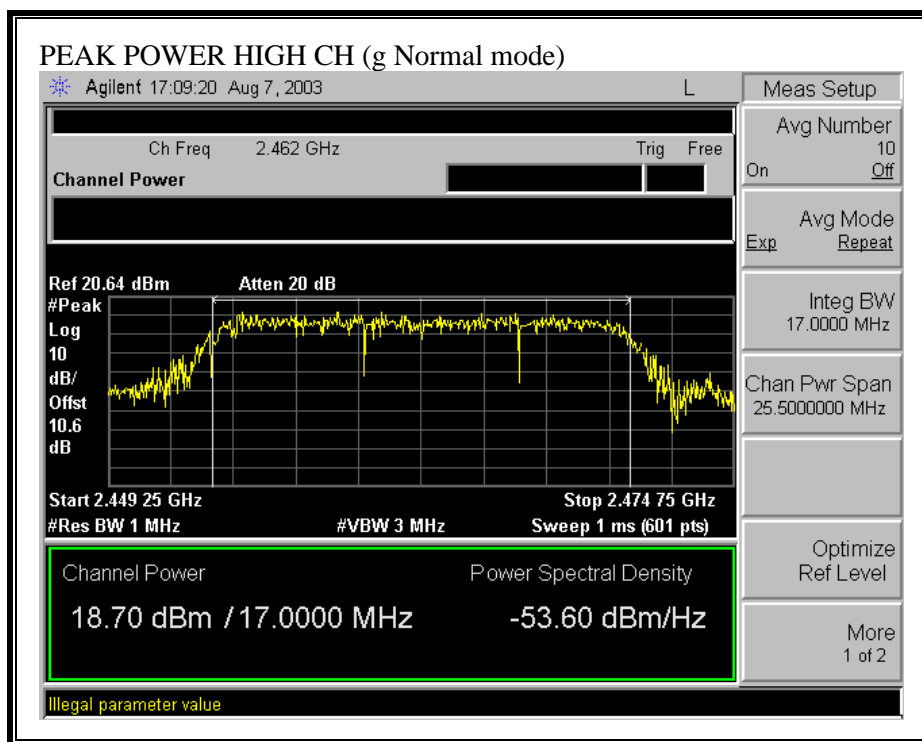 PEAK POWER HIGH CH (g Normal mode)
Agilent 17:09:20 Aug 7, 2003 L
Meas Setup
Ch Freq 2.462 GHz Trig Free
Channel Power
Avg Number
10
On Off
Avg Mode
Exp Repeat
Integ BW
17.0000 MHz
Chan Pwr Span
25.5000000 MHz
Optimize
Ref Level
More
1 of 2
Ref 20.64 dBm Atten 20 dB
#Peak
Log
10
dB/
Offst
10.6
dB
Start 2.449 25 GHz Stop 2.474 75 GHz
#Res BW 1 MHz #VBW 3 MHz Sweep 1 ms (601 pts)
Channel Power Power Spectral Density
18.70 dBm / 17.0000 MHz -53.60 dBm/Hz
Illegal parameter value